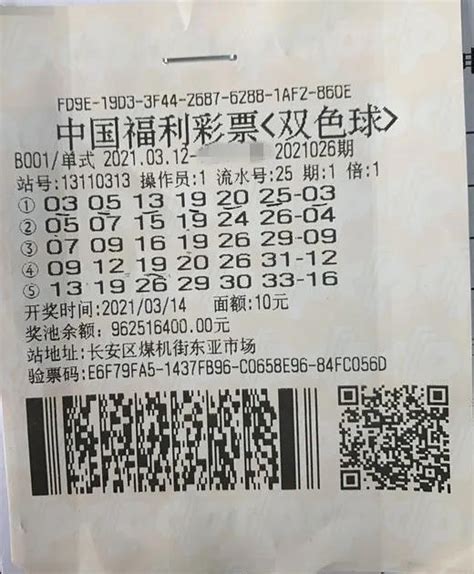 FD9E-19D3-3F44-2687-6288-1AF2-860E
中国福利彩票<双色球>
B001/单式 2021.03.12- 2021026期
站号:13110313 操作员:1 流水号:25 期:1 倍:1
① 03 05 13 19 20 25-03
② 05 07 15 19 24 26-04
③ 07 09 16 19 26 29-09
④ 09 12 19 20 26 31-12
⑤ 13 19 26 29 30 33-16
开奖时间:2021/03/14 面额:10元
奖池余额: 962516400.00元
站地址:长安区煤机街东亚市场
验票码:E6F79FA5-1437FB96-C0658E96-84FC056D